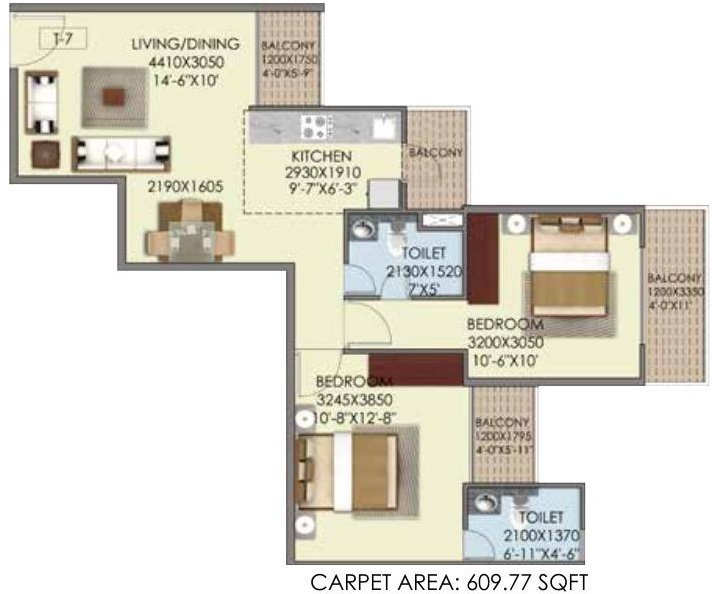 T-7
LIVING/DINING
4410X3050
14'-6"X10'
BALCONY
1200X1750
4'-0"X5'-9"
KITCHEN
2930X1910
9'-7"X6'-3"
BALCONY
2190X1605
TOILET
2130X1520
7'X5'
BALCONY
1200X3350
4'-0"X11'
BEDROOM
3200X3050
10'-6"X10'
BEDROOM
3245X3850
10'-8"X12'-8"
BALCONY
1200X1795
4'-0"X5'-11"
TOILET
2100X1370
6'-11"X4'-6"
CARPET AREA: 609.77 SQFT